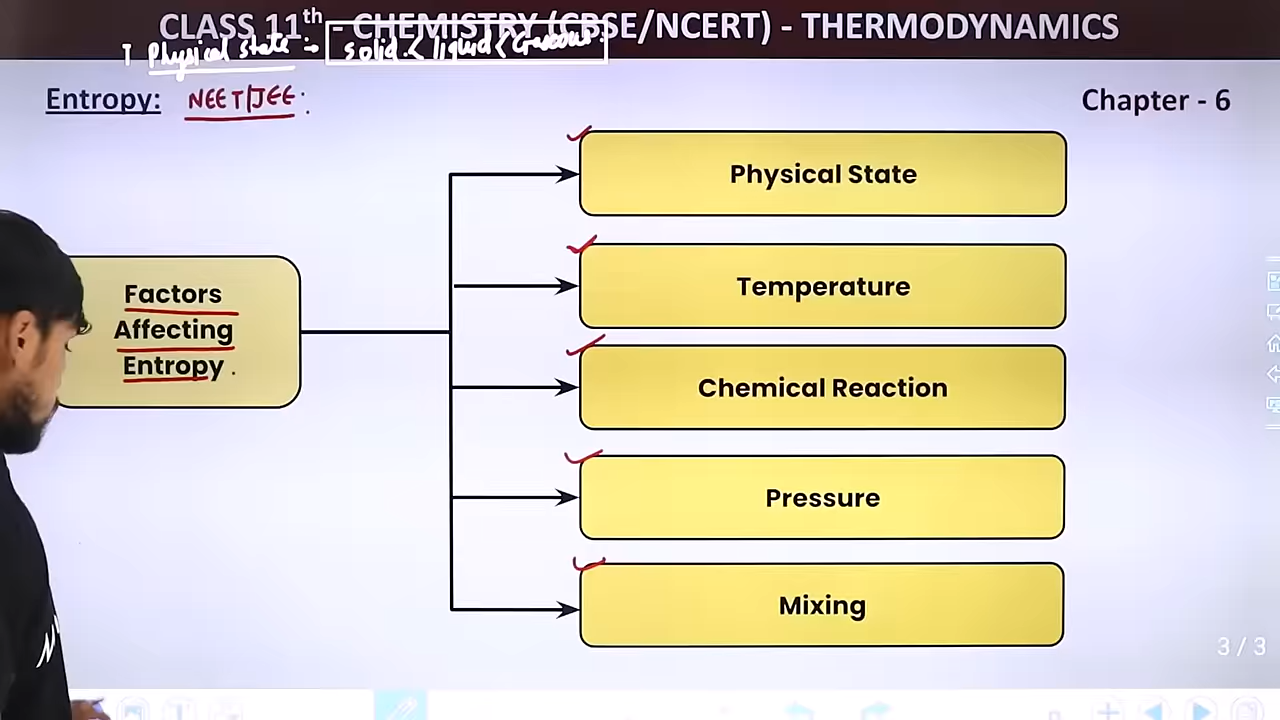 CLASS 11th - CHEMISTRY (CBSE/NCERT) - THERMODYNAMICS
Physical state :- solid < liquid < Gaseous.
Entropy: NEET/JEE:
Chapter - 6
Physical State
Temperature
Factors
Affecting
Entropy.
Chemical Reaction
Pressure
Mixing
3 / 3